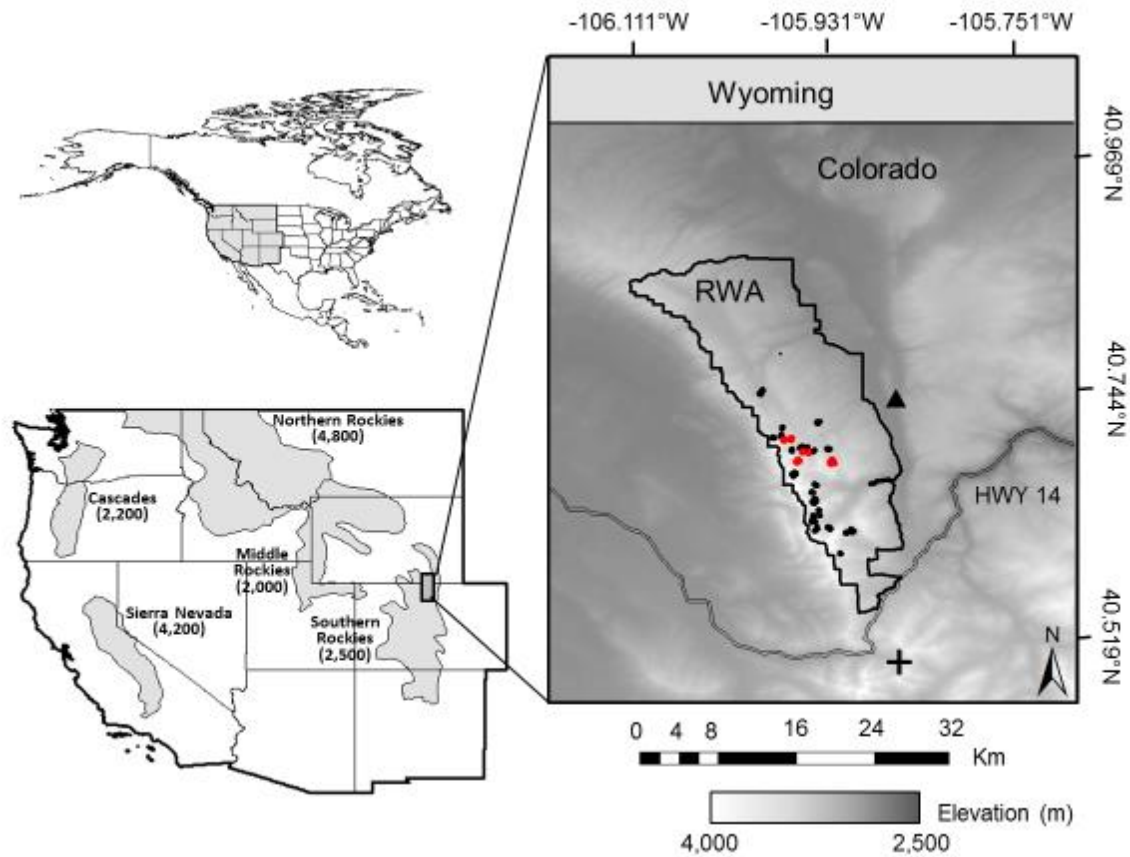 -106.111°W -105.931°W -105.751°W
Wyoming
Colorado
40.969°N
RWA
40.744°N
HWY 14
40.519°N
N
Northern Rockies
(4,800)
Cascades
(2,200)
Middle
Rockies
(2,000)
Sierra Nevada
(4,200)
Southern
Rockies
(2,500)
0 4 8 16 24 32
Km
Elevation (m)
4,000 2,500